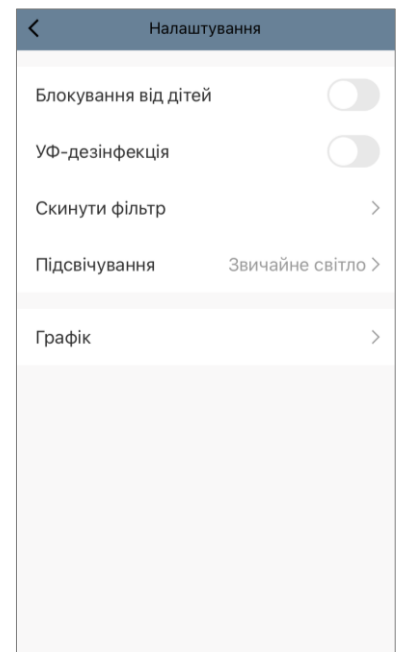 Налаштування
Блокування від дітей
УФ-дезінфекція
Скинути фільтр
Підсвічування Звичайне світло
Графік